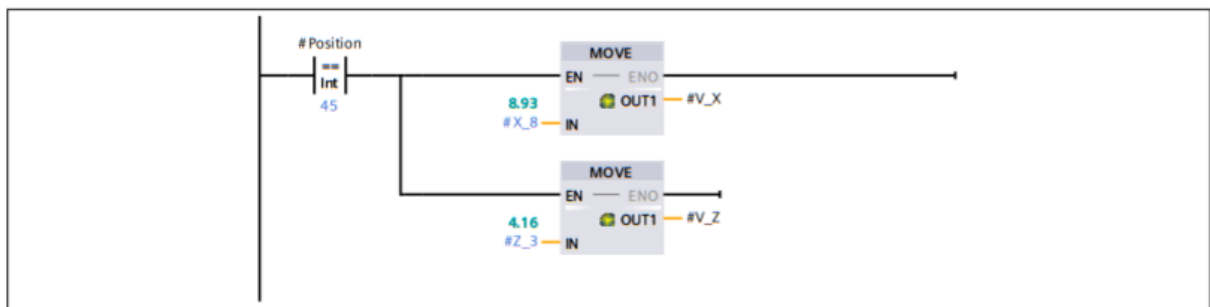 #Position
==
Int
45
MOVE
EN ENO
OUT1 #V_X
8.93
#X_8 IN
MOVE
EN ENO
OUT1 #V_Z
4.16
#Z_3 IN